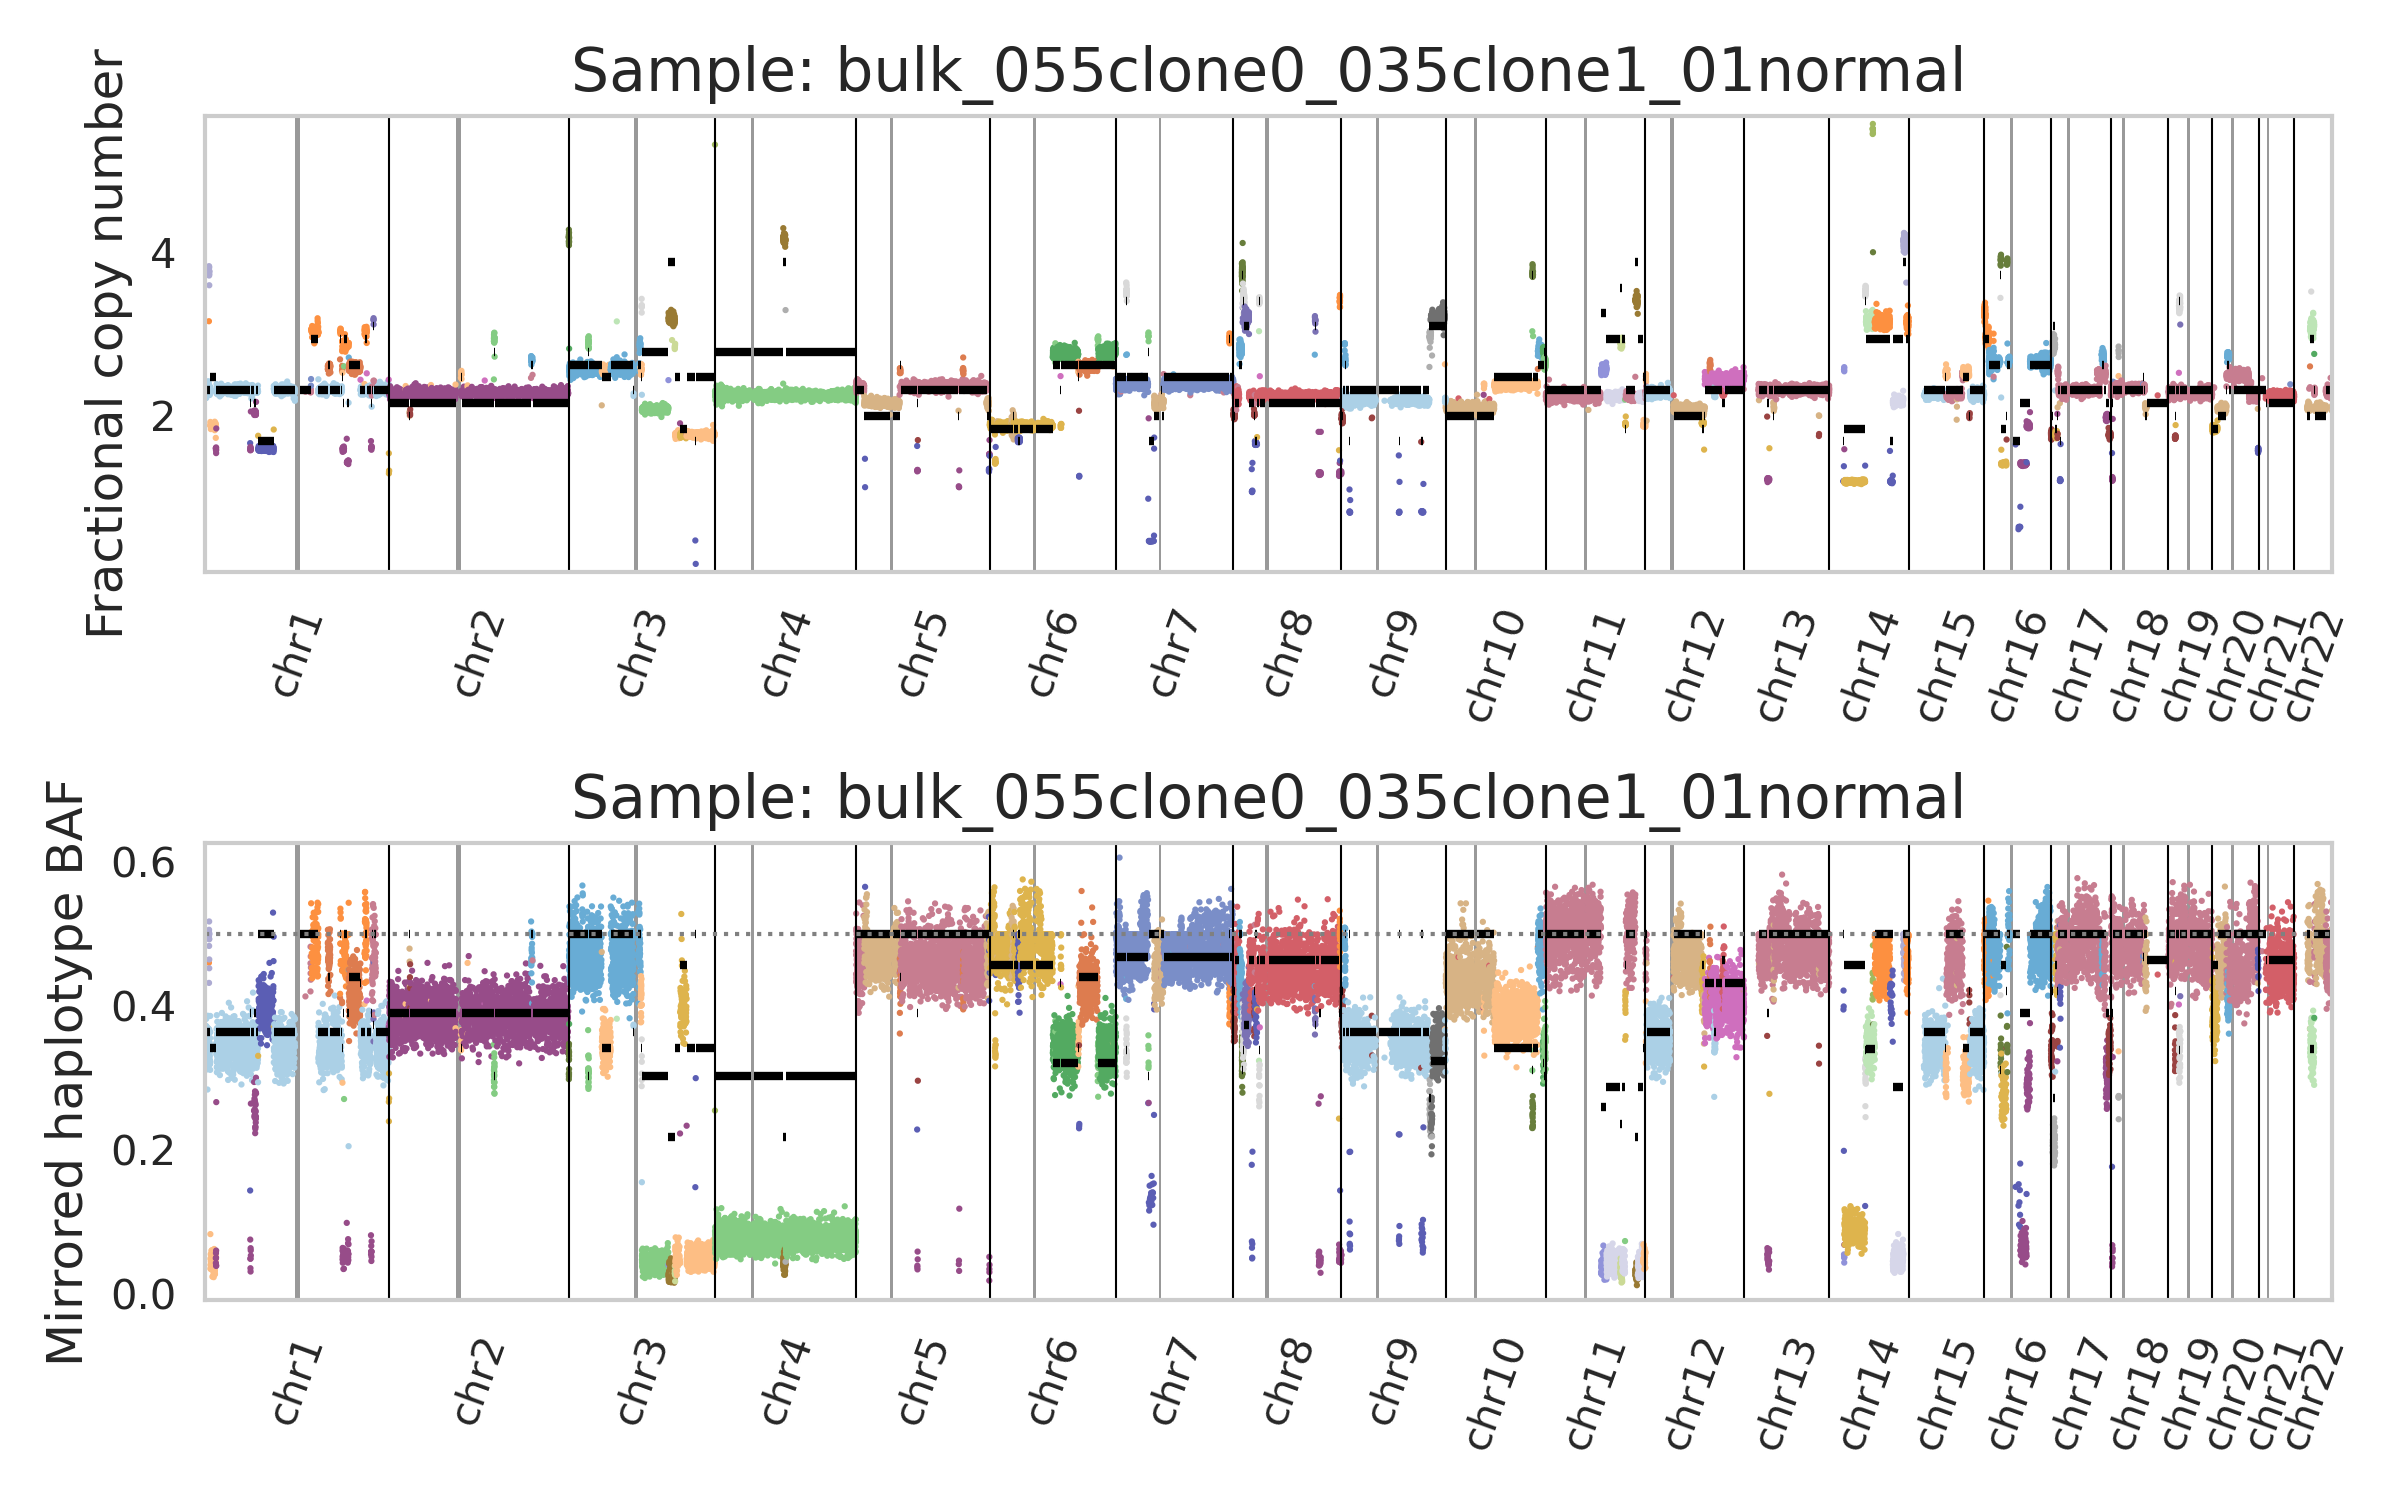 Sample: bulk_055clone0_035clone1_01normal
Fractional copy number
4
2
chr1 chr2 chr3 chr4 chr5 chr6 chr7 chr8 chr9 chr10 chr11 chr12 chr13 chr14 chr15 chr16 chr17 chr18 chr19 chr20 chr21 chr22
Sample: bulk_055clone0_035clone1_01normal
Mirrored haplotype BAF
0.6
0.4
0.2
0.0
chr1 chr2 chr3 chr4 chr5 chr6 chr7 chr8 chr9 chr10 chr11 chr12 chr13 chr14 chr15 chr16 chr17 chr18 chr19 chr20 chr21 chr22